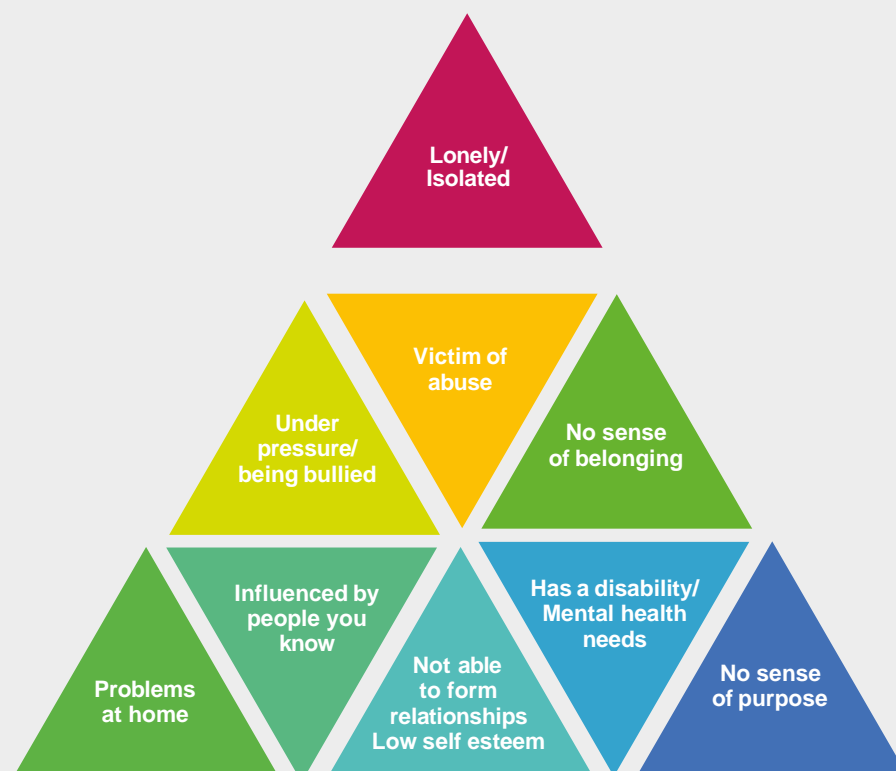 Lonely/
Isolated
Victim of
abuse
Under
pressure/
being bullied
No sense
of belonging
Problems
at home
Influenced by
people you
know
Not able
to form
relationships
Low self esteem
Has a disability/
Mental health
needs
No sense
of purpose